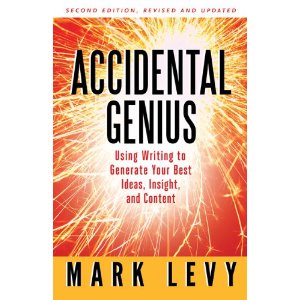 SECOND EDITION, REVISED AND UPDATED
ACCIDENTAL
GENIUS
Using Writing to
Generate Your Best
Ideas, Insight,
and Content
MARK LEVY